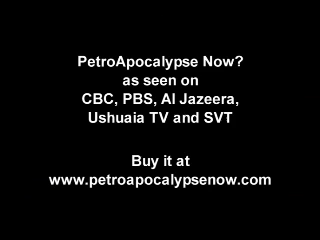 PetroApocalypse Now?
as seen on
CBC, PBS, Al Jazeera,
Ushuaia TV and SVT
Buy it at
www.petroapocalypsenow.com